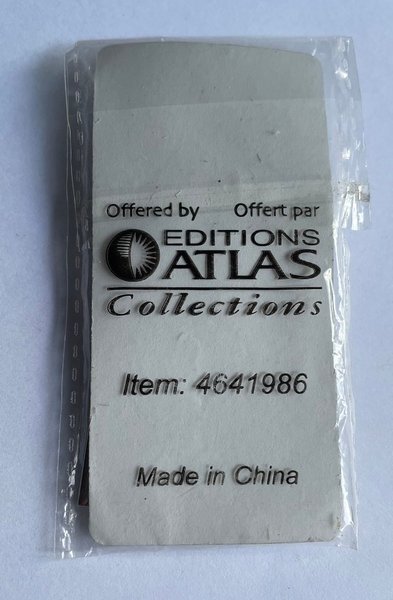 Offered by Offert par
EDITIONS
ATLAS
Collections
Item: 4641986
Made in China